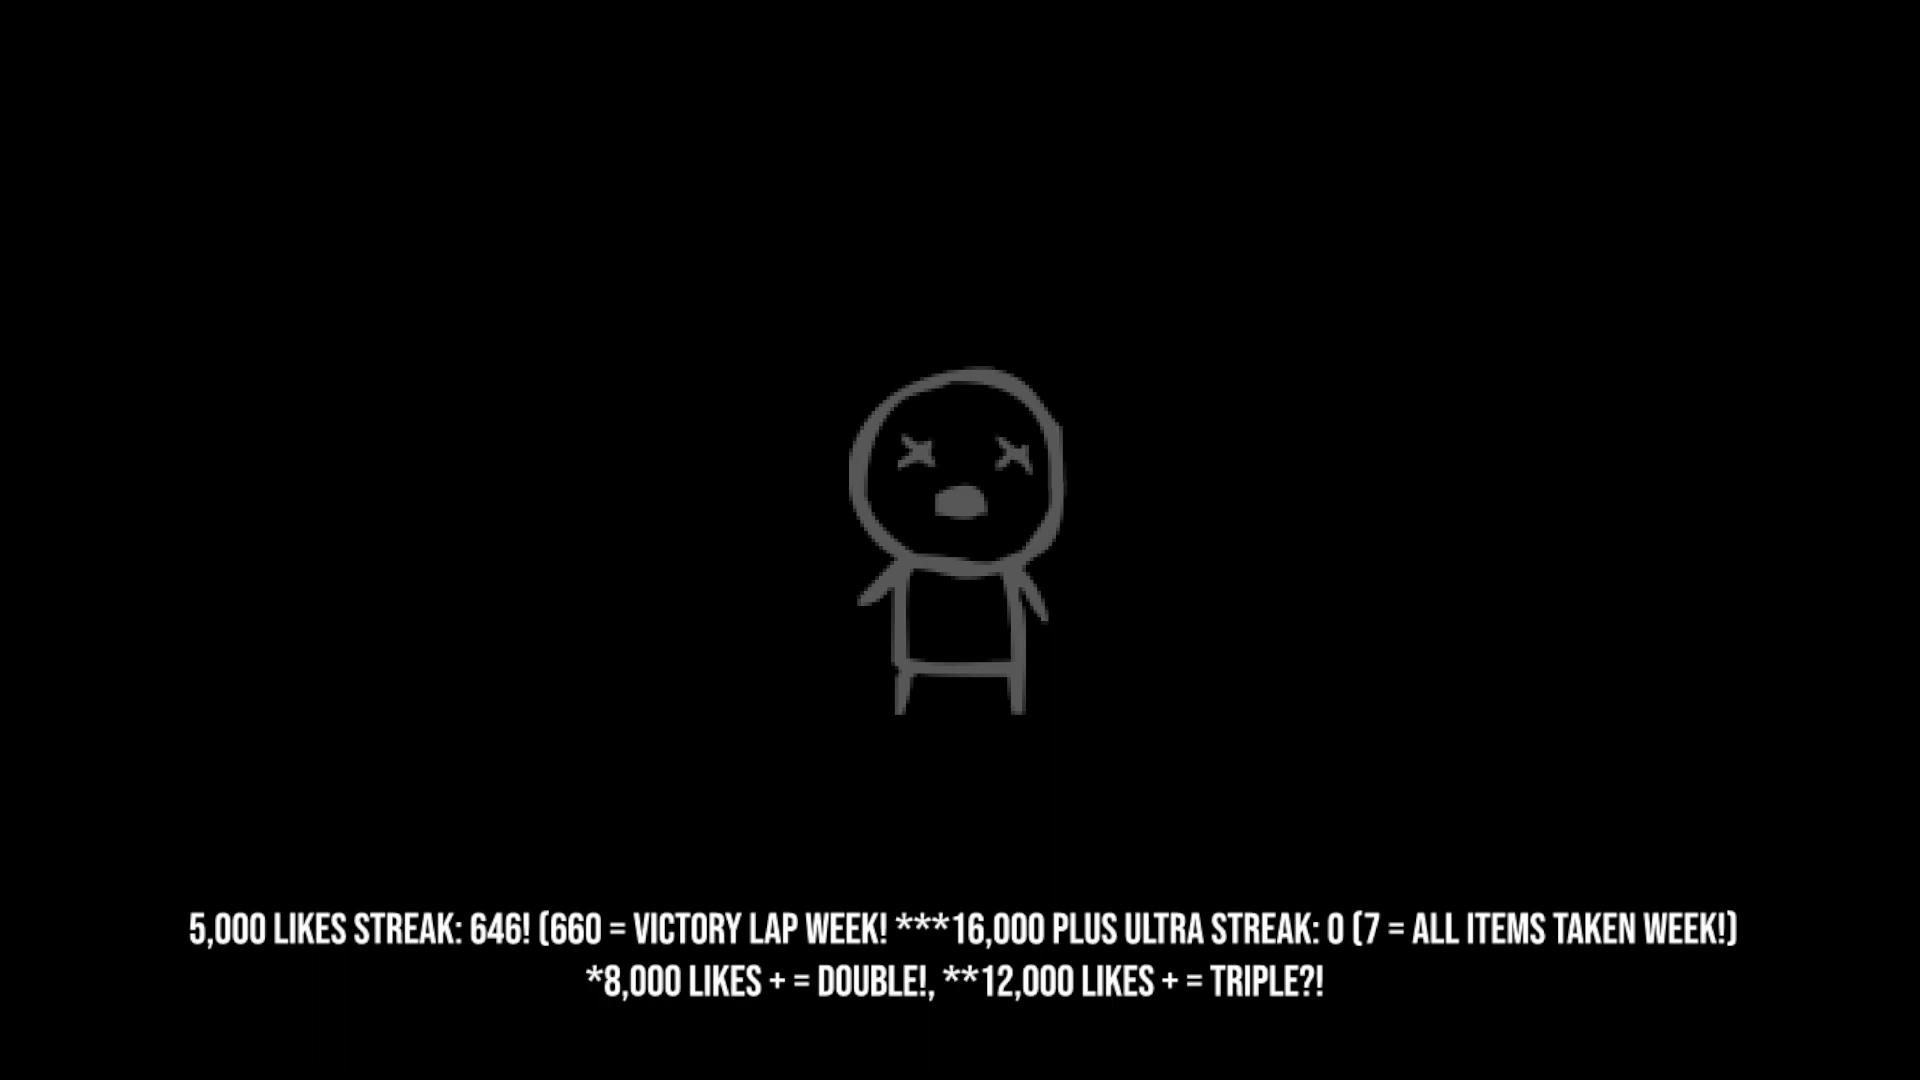 5,000 LIKES STREAK: 646! (660 = VICTORY LAP WEEK! ***16,000 PLUS ULTRA STREAK: 0 (7 = ALL ITEMS TAKEN WEEK!)
*8,000 LIKES + = DOUBLE!, **12,000 LIKES + = TRIPLE?!